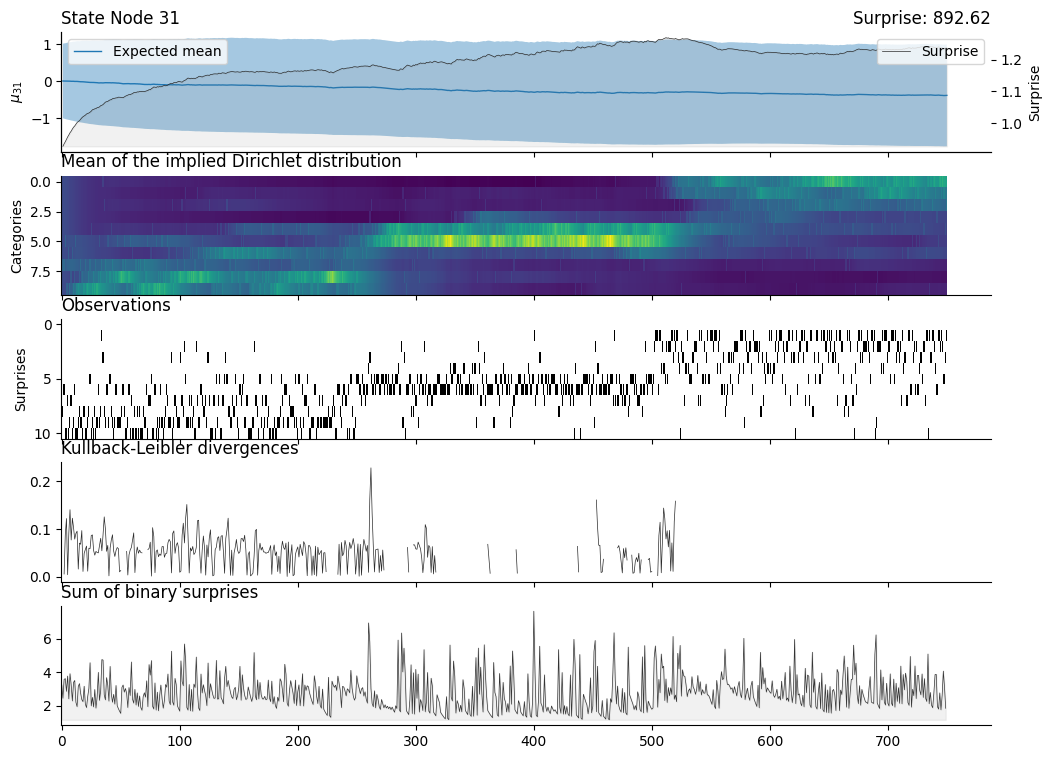 State Node 31 Surprise: 892.62
Expected mean
Surprise
1
0
−1
μ31
1.2
1.1
1.0
Surprise
Mean of the implied Dirichlet distribution
0.0
2.5
5.0
7.5
Categories
Observations
0
5
10
Surprises
Kullback-Leibler divergences
0.2
0.1
0.0
Sum of binary surprises
6
4
2
0 100 200 300 400 500 600 700